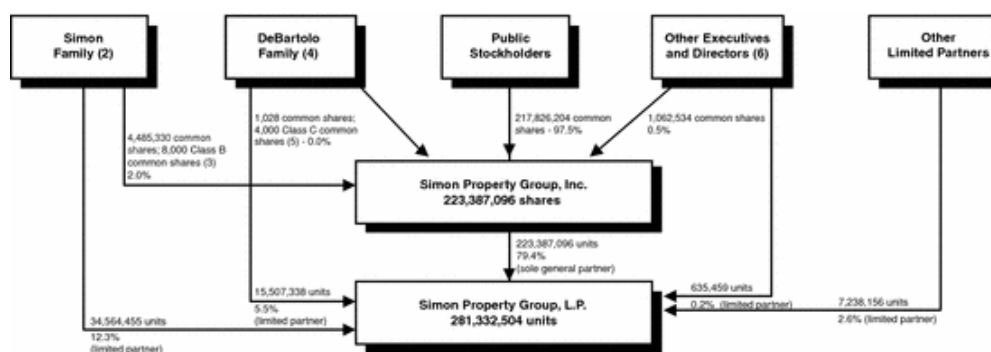 Simon
Family (2)
DeBartolo
Family (4)
Public
Stockholders
Other Executives
and Directors (6)
Other
Limited Partners
4,485,330 common
shares; 8,000 Class B
common shares (3)
2.0%
1,028 common shares;
4,000 Class C common
shares (5) - 0.0%
217,826,204 common
shares - 97.5%
1,062,534 common shares
0.5%
Simon Property Group, Inc.
223,387,096 shares
223,387,096 units
79.4%
(sole general partner)
34,564,455 units
12.3%
(limited partner)
15,507,338 units
5.5%
(limited partner)
Simon Property Group, L.P.
281,332,504 units
635,459 units
0.2% (limited partner)
7,238,156 units
2.6% (limited partner)